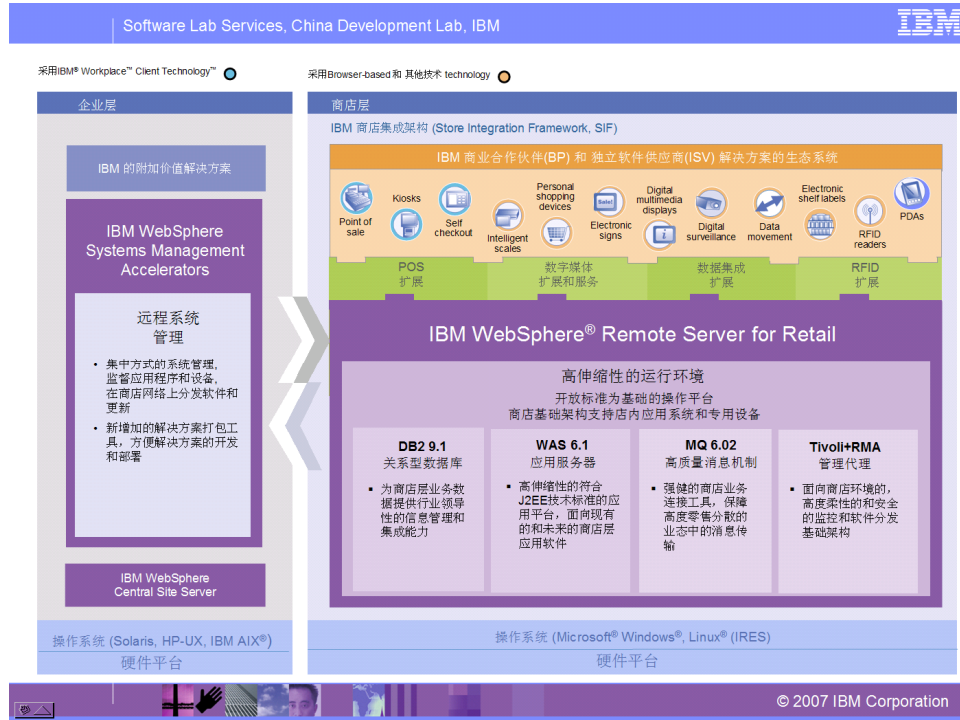 Software Lab Services, China Development Lab, IBM
IBM
采用IBM® Workplace™ Client Technology™
采用Browser-based 和 其他技术 technology
企业层
IBM 的附加价值解决方案
IBM WebSphere
Systems Management
Accelerators
远程系统
管理
• 集中方式的系统管理,
监督应用程序和设备,
在商店网络上分发软件和
更新
• 新增加的解决方案打包工
具，方便解决方案的开发
和部署
IBM WebSphere
Central Site Server
操作系统 (Solaris, HP-UX, IBM AIX®)
硬件平台
商店层
IBM 商店集成架构 (Store Integration Framework, SIF)
IBM 商业合作伙伴(BP) 和 独立软件供应商(ISV) 解决方案的生态系统
Point of
sale
Kiosks
Self
checkout
Intelligent
scales
Personal
shopping
devices
Sale!
Electronic
signs
Digital
multimedia
displays
Digital
surveillance
Data
movement
Electronic
shelf labels
RFID
readers
PDAs
POS
扩展
数字媒体
扩展和服务
数据集成
扩展
RFID
扩展
IBM WebSphere® Remote Server for Retail
高伸缩性的运行环境
开放标准为基础的操作平台
商店基础架构支持店内应用系统和专用设备
DB2 9.1
关系型数据库
▪ 为商店层业务数
据提供行业领导
性的信息管理和
集成能力
WAS 6.1
应用服务器
▪ 高伸缩性的符合
J2EE技术标准的应
用平台，面向现有
的和未来的商店层
应用软件
MQ 6.02
高质量消息机制
▪ 强健的商店业务
连接工具，保障
高度零售分散的
业态中的消息传
输
Tivoli+RMA
管理代理
▪ 面向商店环境的，
高度柔性的和安全
的监控和软件分发
基础架构
操作系统 (Microsoft® Windows®, Linux® (IRES)
硬件平台
© 2007 IBM Corporation